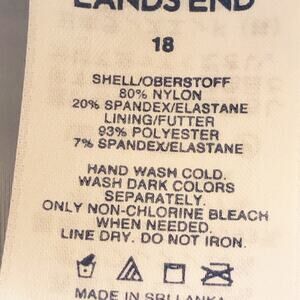 LANDS' END
18
SHELL/OBERSTOFF
80% NYLON
20% SPANDEX/ELASTANE
LINING/FUTTER
93% POLYESTER
7% SPANDEX/ELASTANE
HAND WASH COLD.
WASH DARK COLORS
SEPARATELY.
ONLY NON-CHLORINE BLEACH
WHEN NEEDED.
LINE DRY. DO NOT IRON.
MADE IN SRI LANKA